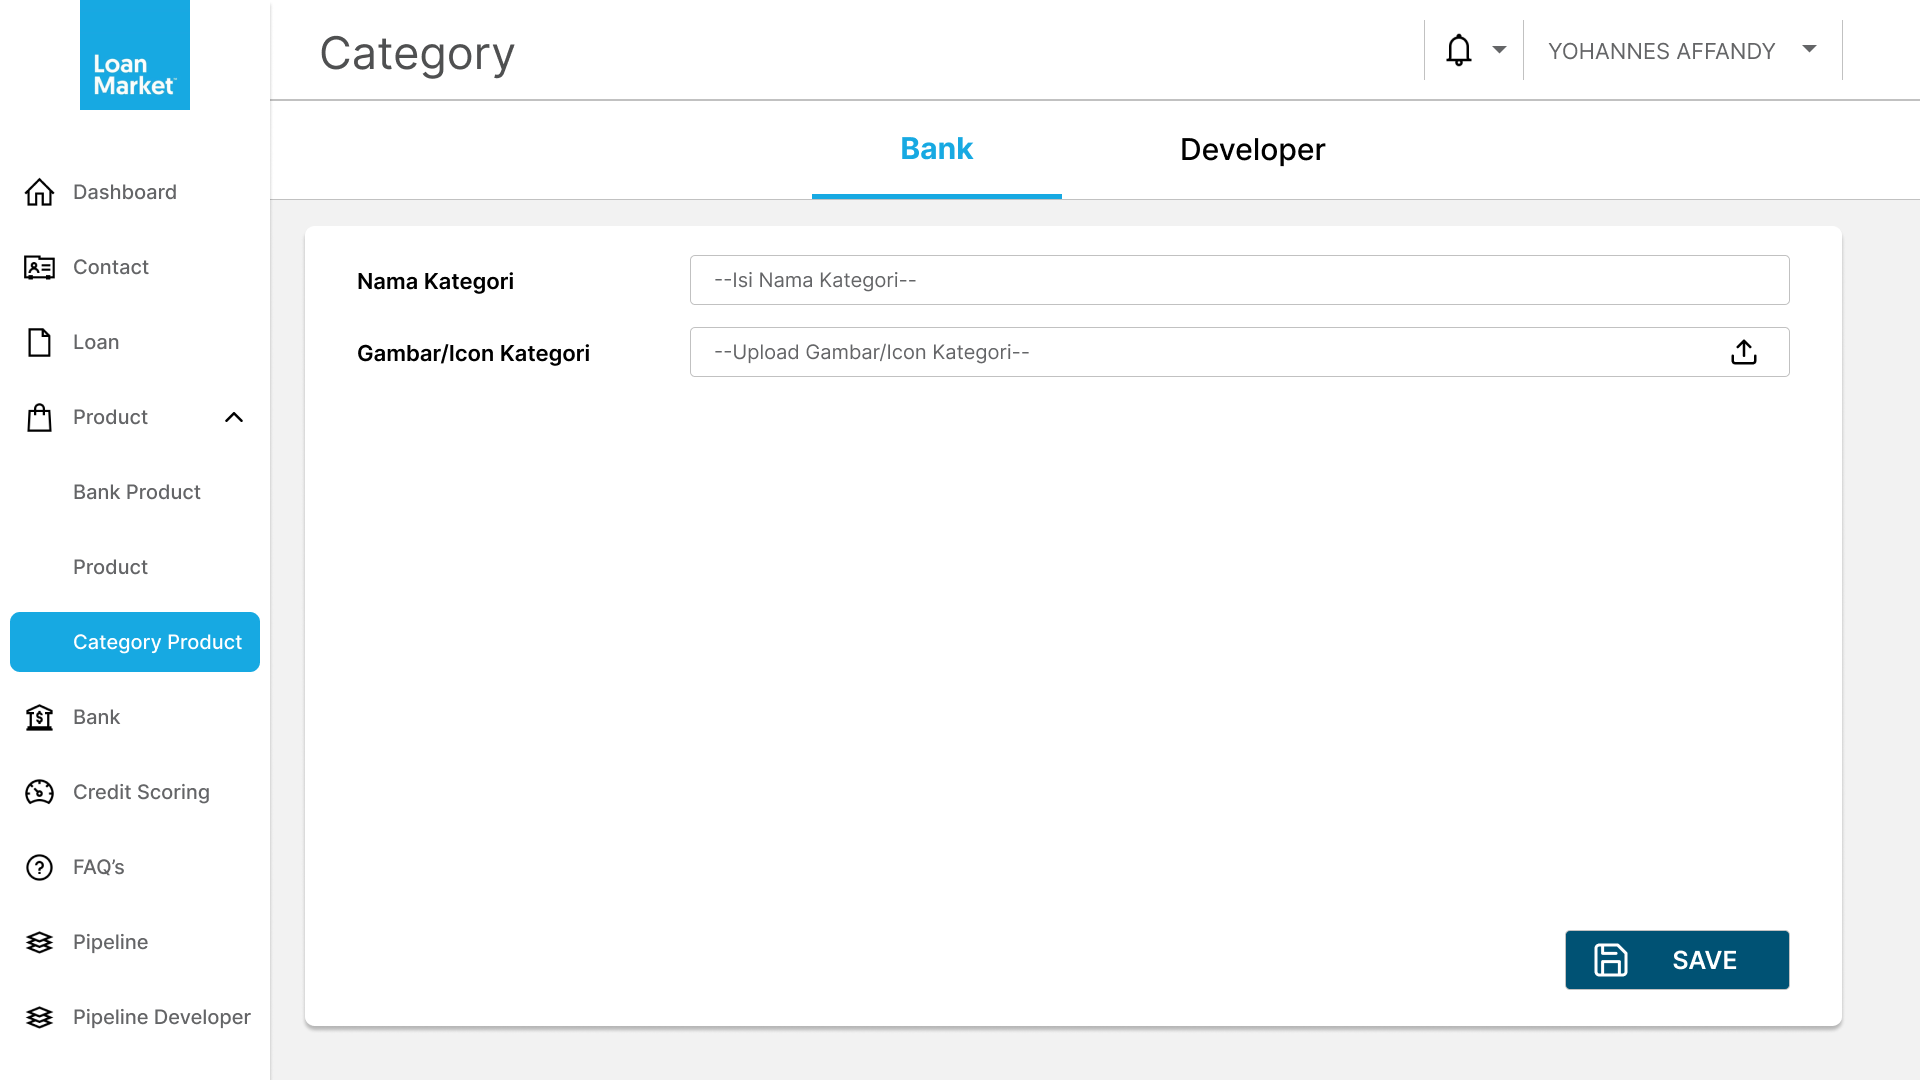 Loan
Market
Category
YOHANNES AFFANDY
Bank
Developer
Dashboard
Contact
Loan
Product
Bank Product
Product
Category Product
Bank
Credit Scoring
FAQ’s
Pipeline
Pipeline Developer
Nama Kategori
--Isi Nama Kategori--
Gambar/Icon Kategori
--Upload Gambar/Icon Kategori--
SAVE